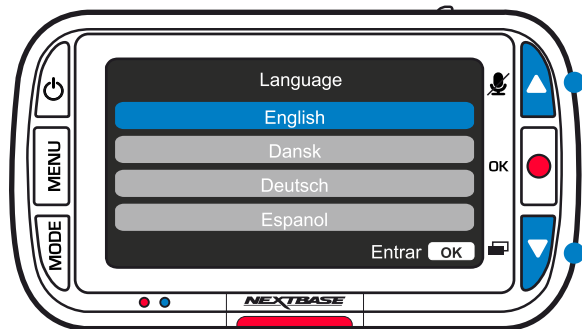 Language
English
Dansk
Deutsch
Espanol
Entrar OK
MENU
MODE
OK
NEXTBASE